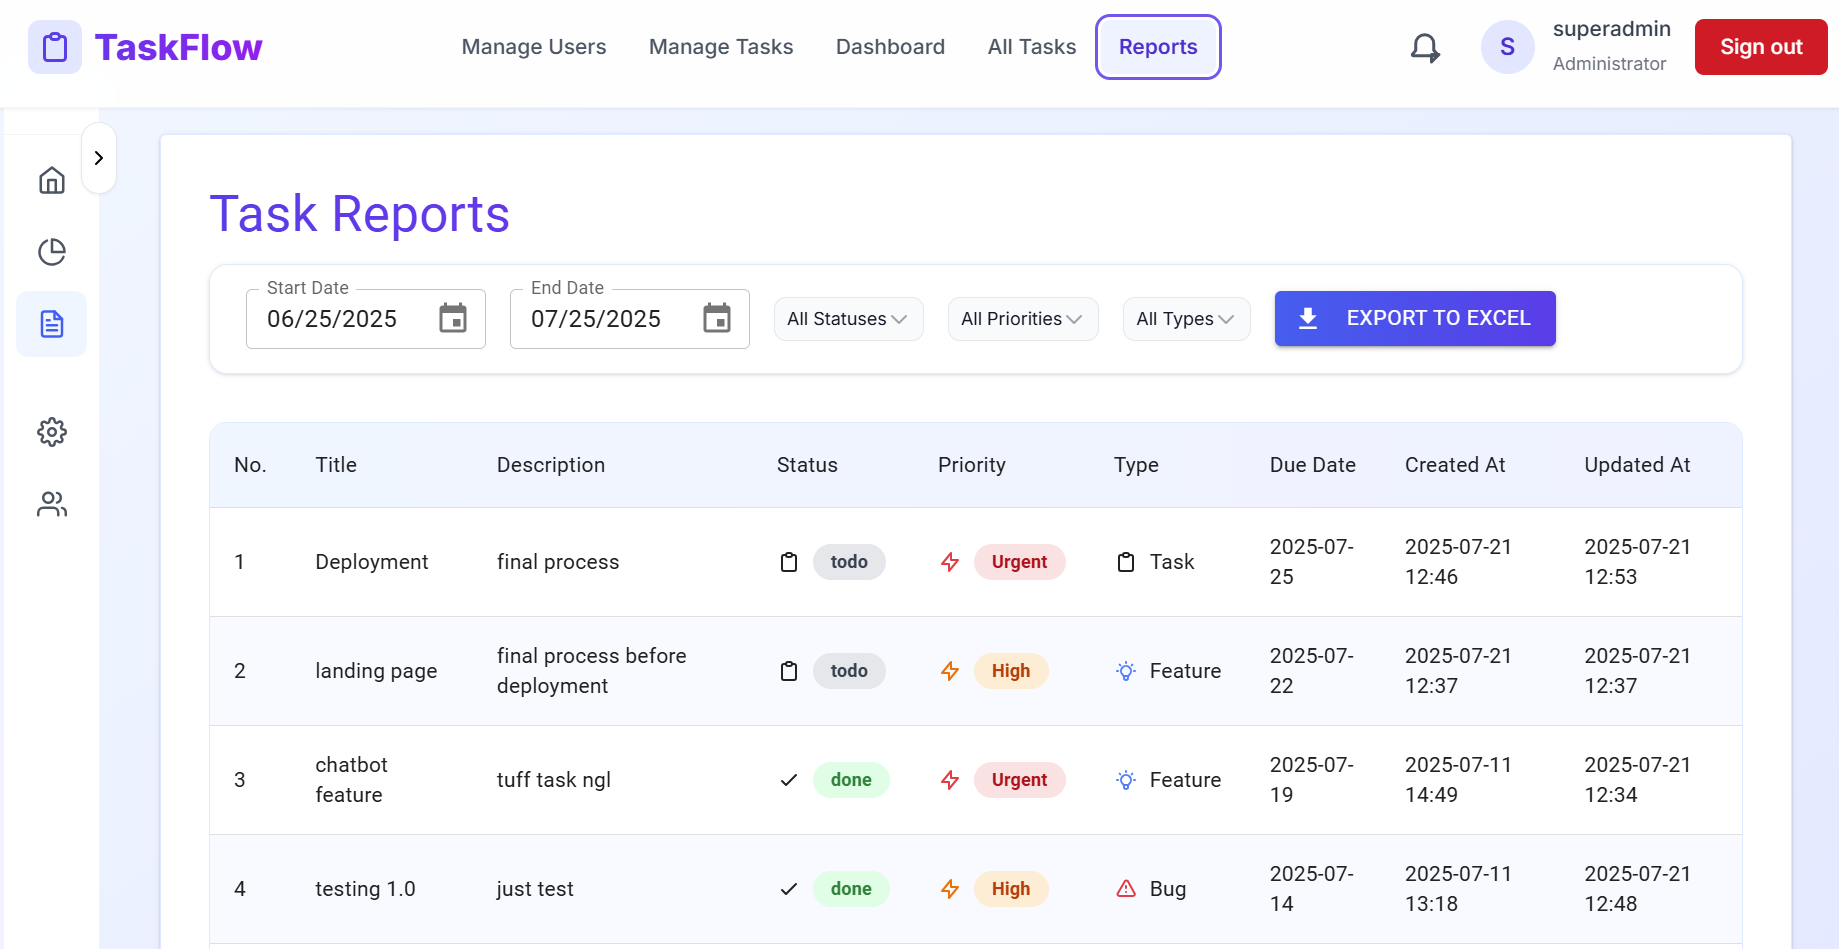 TaskFlow
Manage Users
Manage Tasks
Dashboard
All Tasks
Reports
S
superadmin
Administrator
Sign out
Task Reports
Start Date
06/25/2025
End Date
07/25/2025
All Statuses
All Priorities
All Types
EXPORT TO EXCEL
No. Title Description Status Priority Type Due Date Created At Updated At
1 Deployment final process todo Urgent Task 2025-07- 2025-07-21 2025-07-21
25 12:46 12:53
2 landing page final process before todo High Feature 2025-07- 2025-07-21 2025-07-21
deployment 22 12:37 12:37
3 chatbot tuff task ngl done Urgent Feature 2025-07- 2025-07-11 2025-07-21
feature 19 14:49 12:34
4 testing 1.0 just test done High Bug 2025-07- 2025-07-11 2025-07-21
14 13:18 12:48